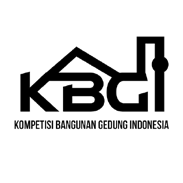 KBGI
KOMPETISI BANGUNAN GEDUNG INDONESIA